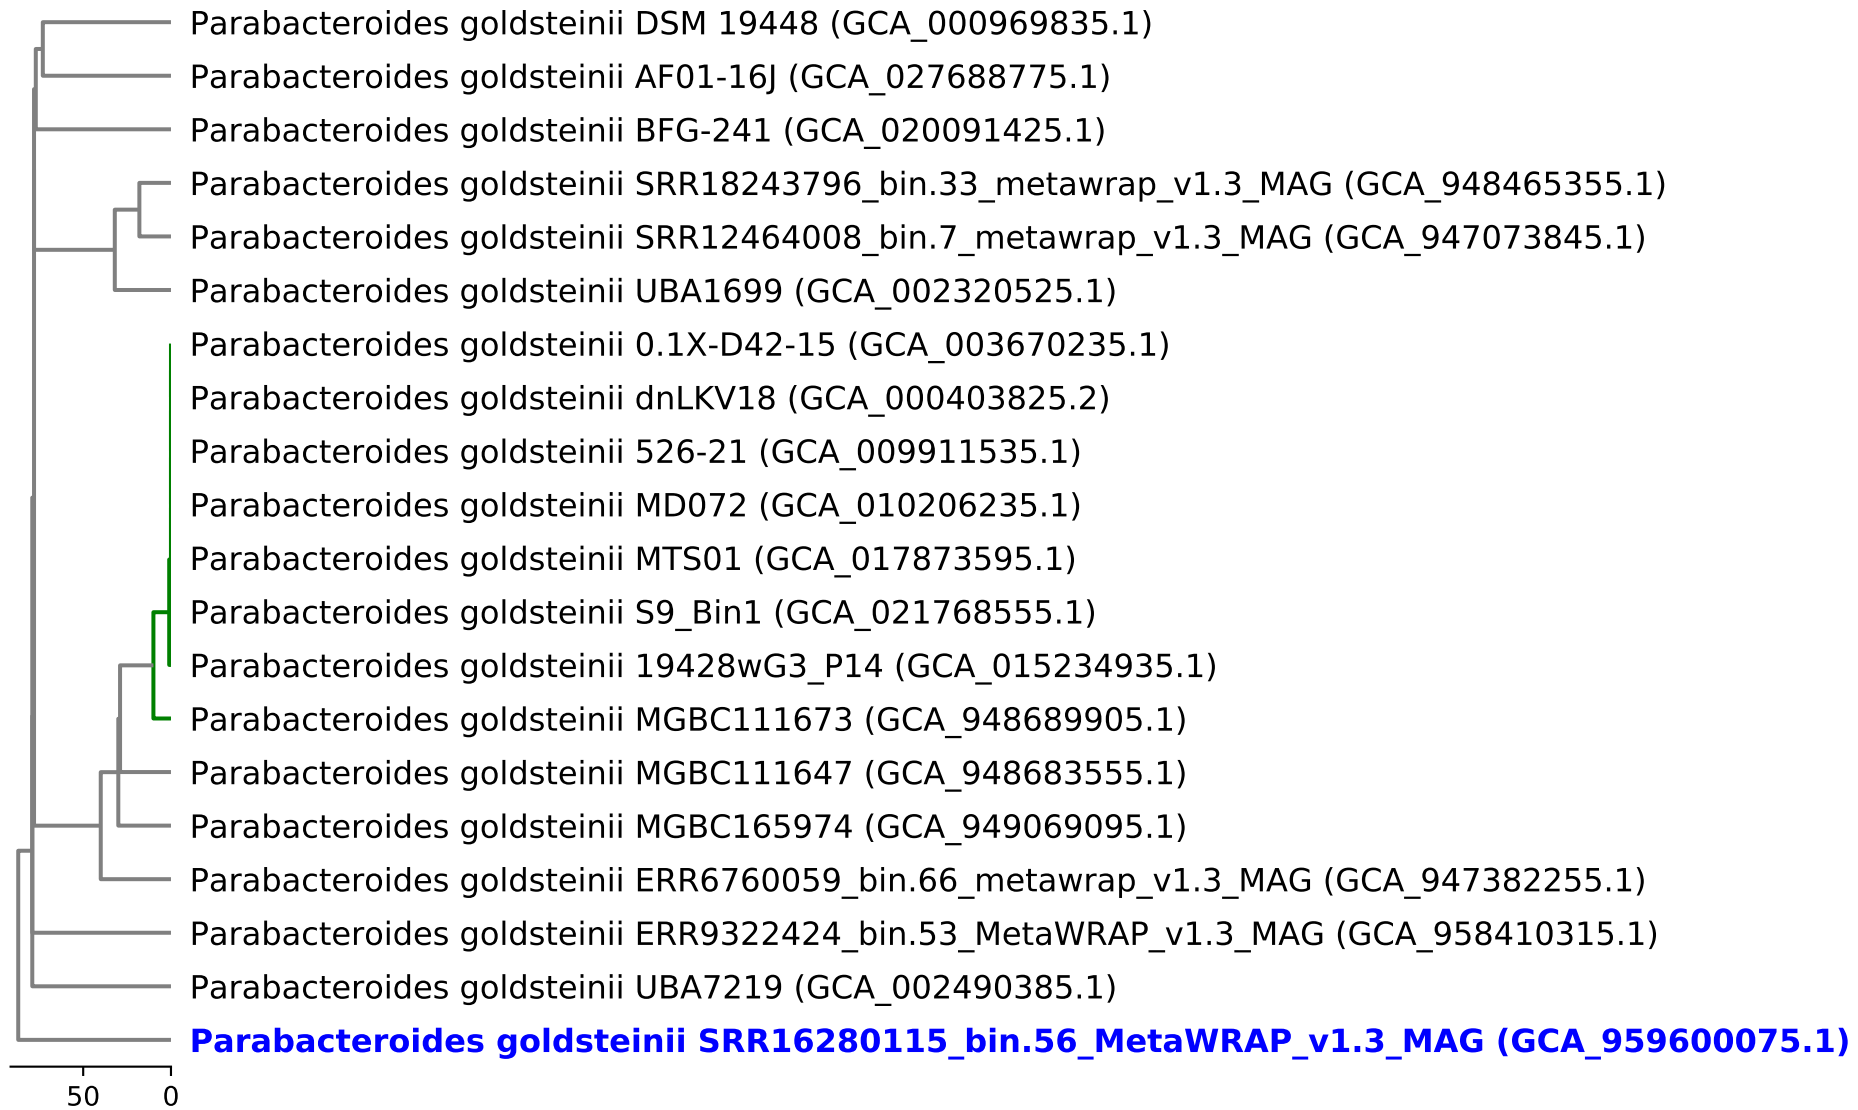 Parabacteroides goldsteinii DSM 19448 (GCA_000969835.1)
Parabacteroides goldsteinii AF01-16J (GCA_027688775.1)
Parabacteroides goldsteinii BFG-241 (GCA_020091425.1)
Parabacteroides goldsteinii SRR18243796_bin.33_metawrap_v1.3_MAG (GCA_948465355.1)
Parabacteroides goldsteinii SRR12464008_bin.7_metawrap_v1.3_MAG (GCA_947073845.1)
Parabacteroides goldsteinii UBA1699 (GCA_002320525.1)
Parabacteroides goldsteinii 0.1X-D42-15 (GCA_003670235.1)
Parabacteroides goldsteinii dnLKV18 (GCA_000403825.2)
Parabacteroides goldsteinii 526-21 (GCA_009911535.1)
Parabacteroides goldsteinii MD072 (GCA_010206235.1)
Parabacteroides goldsteinii MTS01 (GCA_017873595.1)
Parabacteroides goldsteinii S9_Bin1 (GCA_021768555.1)
Parabacteroides goldsteinii 19428wG3_P14 (GCA_015234935.1)
Parabacteroides goldsteinii MGBC111673 (GCA_948689905.1)
Parabacteroides goldsteinii MGBC111647 (GCA_948683555.1)
Parabacteroides goldsteinii MGBC165974 (GCA_949069095.1)
Parabacteroides goldsteinii ERR6760059_bin.66_metawrap_v1.3_MAG (GCA_947382255.1)
Parabacteroides goldsteinii ERR9322424_bin.53_MetaWRAP_v1.3_MAG (GCA_958410315.1)
Parabacteroides goldsteinii UBA7219 (GCA_002490385.1)
Parabacteroides goldsteinii SRR16280115_bin.56_MetaWRAP_v1.3_MAG (GCA_959600075.1)
50 0